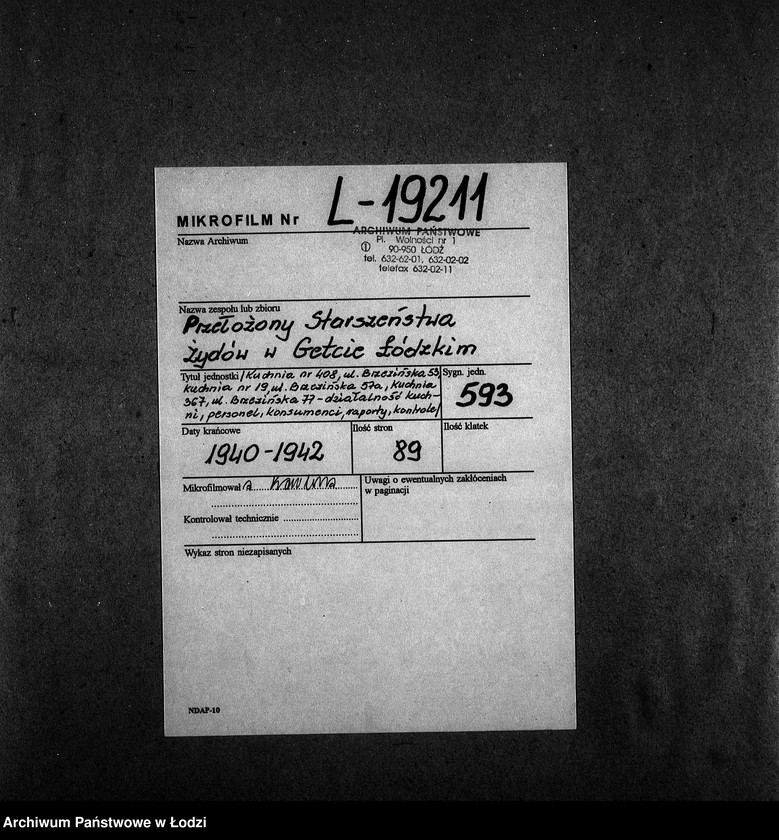 MIKROFILM Nr L-19211
ARCHIWUM PAŃSTWOWE
Nazwa Archiwum
Pl. Wolności nr 1
90-950 ŁÓDŹ
tel. 632-62-01, 632-02-02
telefax 632-02-11
Nazwa zespołu lub zbioru
Przełożony Starszeństwa
Żydów w Getcie Łódzkim
Tytuł jednostki /Kuchnia nr 408, ul. Brzezińska 53,
kuchnia nr 19, ul. Brzezińska 57a, kuchnia
367, ul. Brzezińska 77 - działalność kuch-
ni, personel, konsumenci, raporty, kontrole/
Sygn. jedn.
593
Daty krańcowe
1940-1942
Ilość stron
89
Ilość klatek
Mikrofilmował
Kontrolował technicznie
Uwagi o ewentualnych zakłóceniach
w paginacji
Wykaz stron niezapisanych
NDAP-10
Archiwum Państwowe w Łodzi